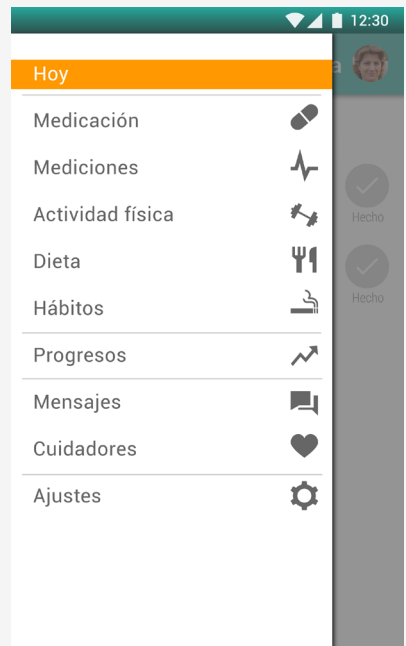 12:30
Hoy
a
Medicación
Mediciones
Actividad física
Hecho
Dieta
Hábitos
Hecho
Progresos
Mensajes
Cuidadores
Ajustes